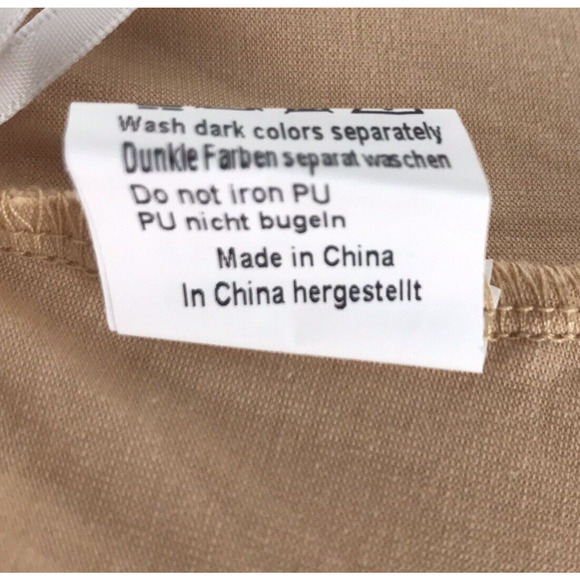 Wash dark colors separately
Dunkle Farben separat waschen
Do not iron PU
PU nicht bugeln
Made in China
In China hergestellt